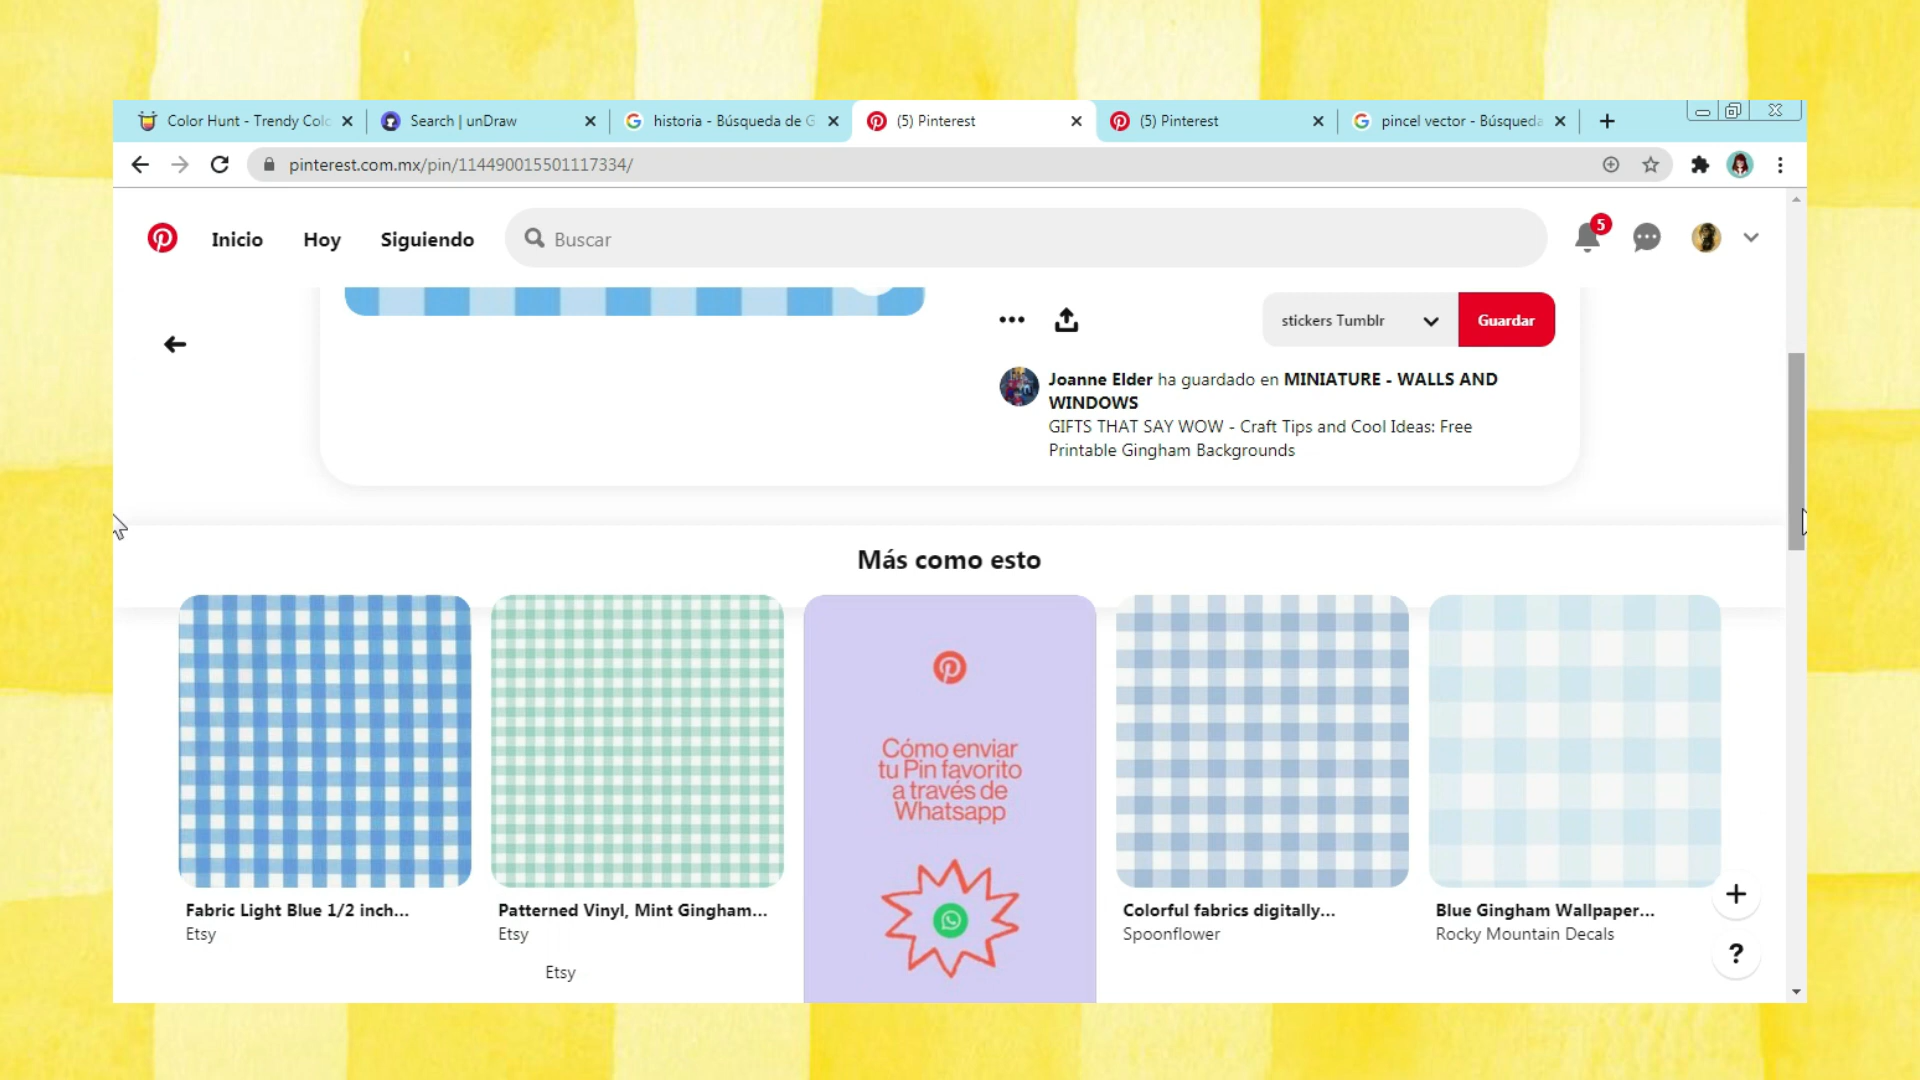 Color Hunt - Trendy Colo
Search | unDraw
historia - Búsqueda de G
(5) Pinterest
(5) Pinterest
pincel vector - Búsqueda
pinterest.com.mx/pin/114490015501117334/
Inicio
Hoy
Siguiendo
Buscar
5
stickers Tumblr
Guardar
Joanne Elder ha guardado en MINIATURE - WALLS AND
WINDOWS
GIFTS THAT SAY WOW - Craft Tips and Cool Ideas: Free
Printable Gingham Backgrounds
Más como esto
Cómo enviar
tu Pin favorito
a través de
Whatsapp
Fabric Light Blue 1/2 inch...
Etsy
Patterned Vinyl, Mint Gingham...
Etsy
Etsy
Colorful fabrics digitally...
Spoonflower
Blue Gingham Wallpaper...
Rocky Mountain Decals
?